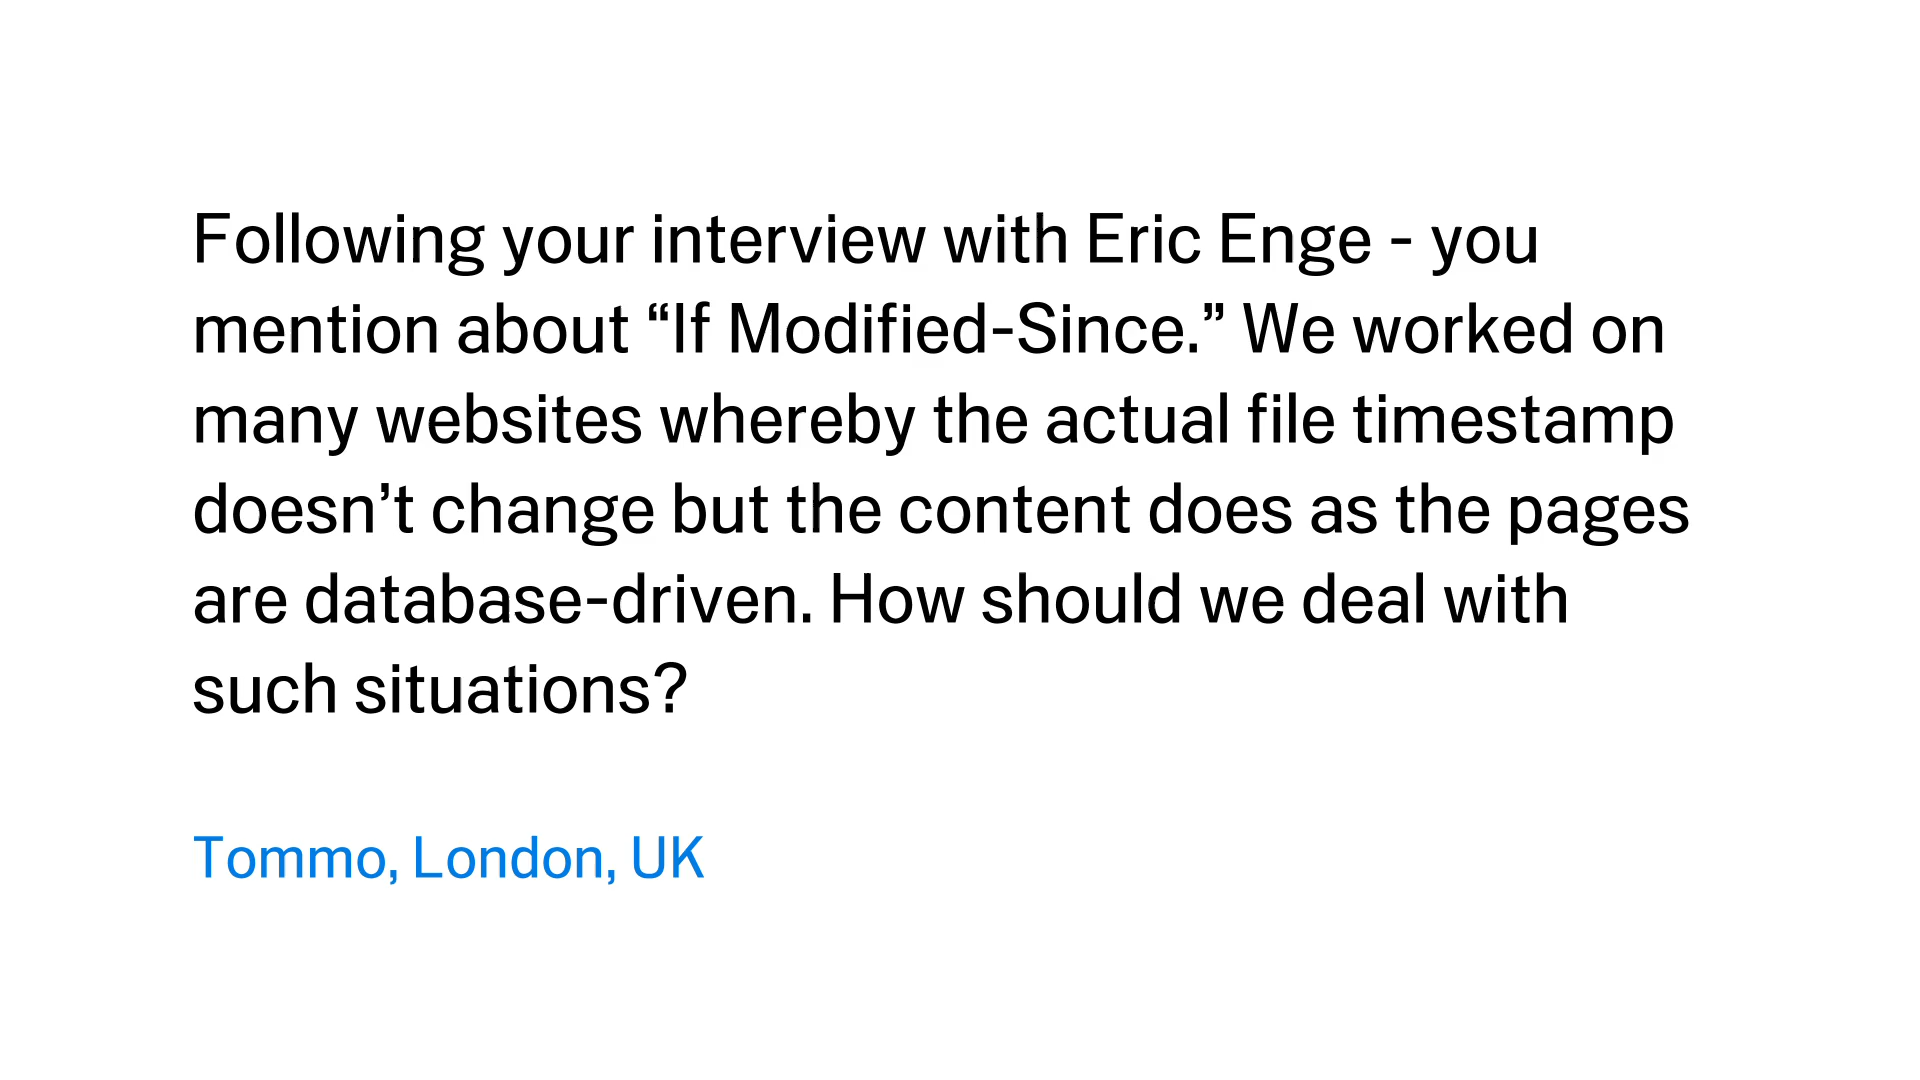 Following your interview with Eric Enge - you
mention about “If Modified-Since.” We worked on
many websites whereby the actual file timestamp
doesn’t change but the content does as the pages
are database-driven. How should we deal with
such situations?
Tommo, London, UK